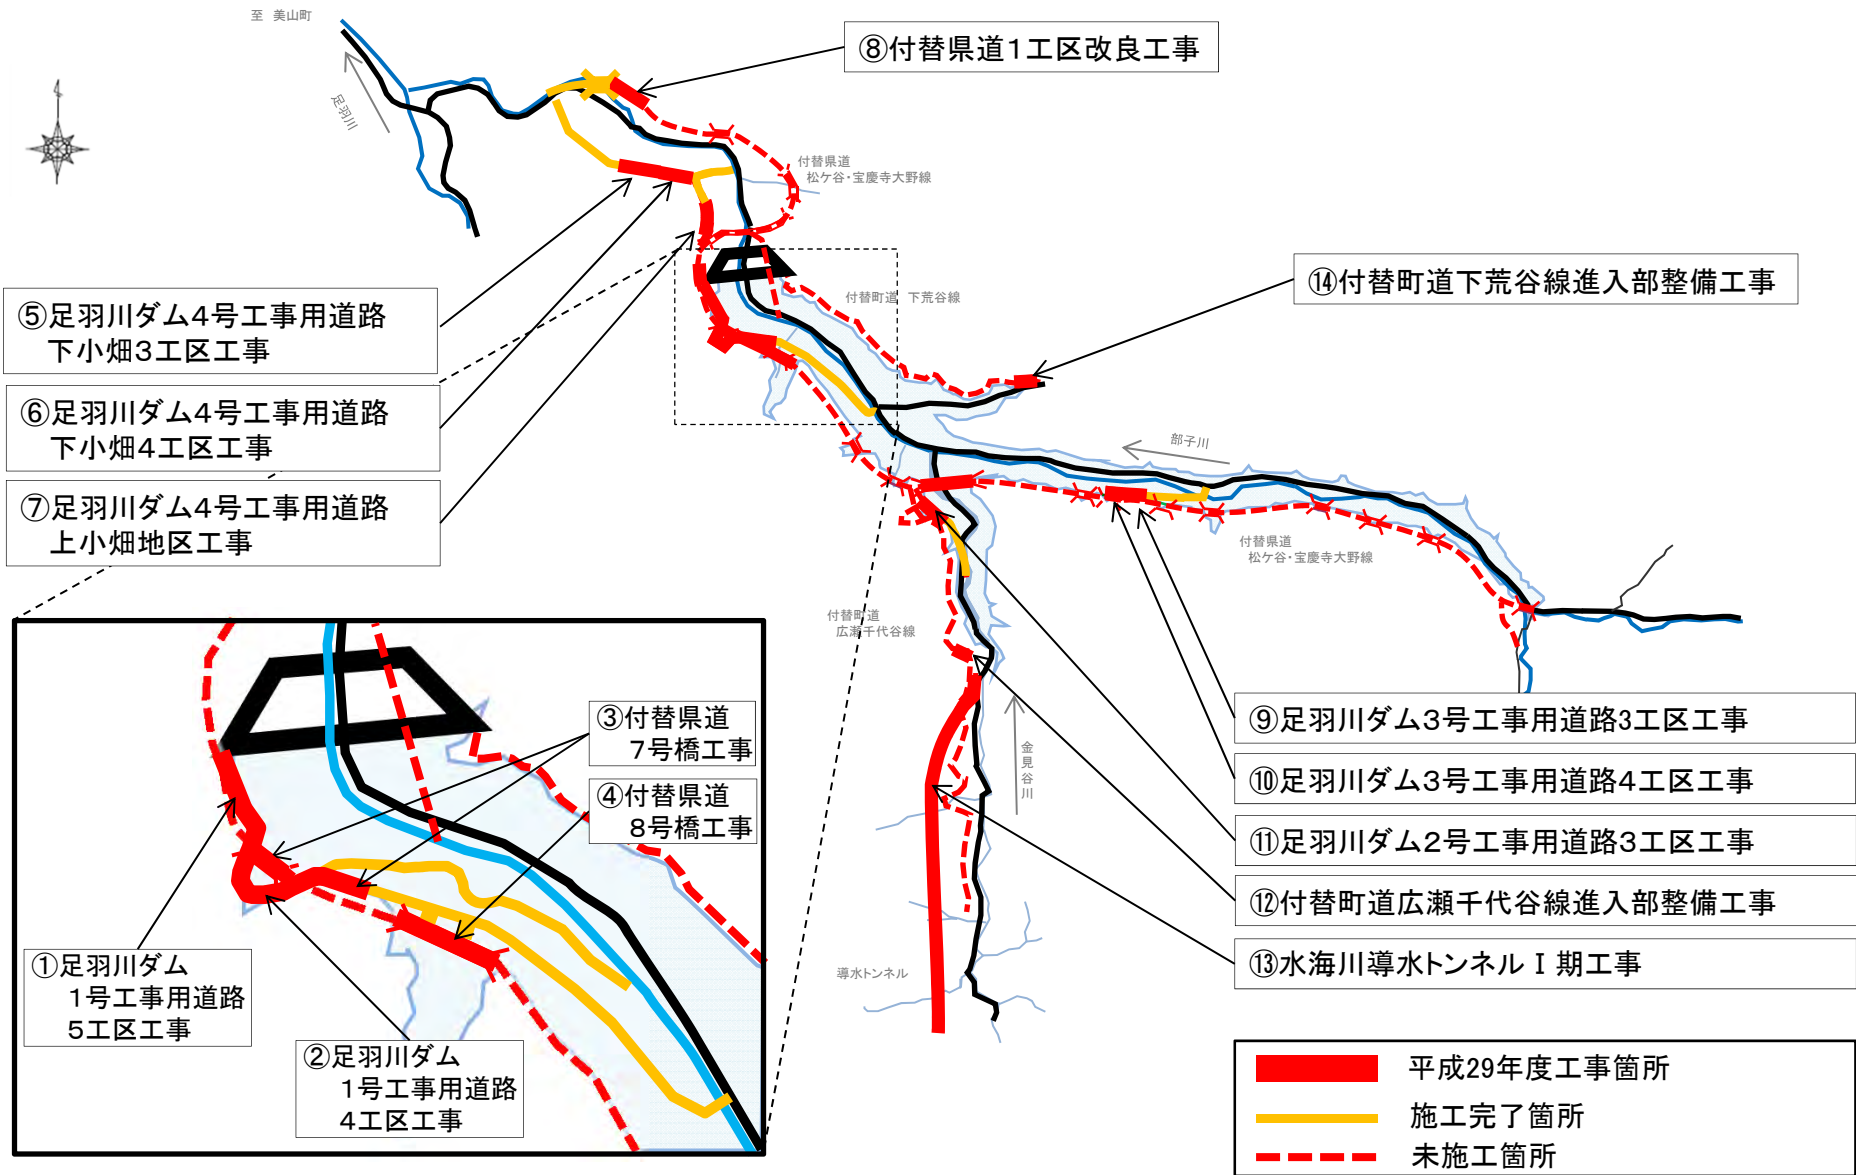 至 美山町
足羽川
⑧付替県道1工区改良工事
付替県道
松ケ谷・宝慶寺大野線
付替町道 下荒谷線
⑭付替町道下荒谷線進入部整備工事
⑤足羽川ダム4号工事用道路
下小畑3工区工事
⑥足羽川ダム4号工事用道路
下小畑4工区工事
⑦足羽川ダム4号工事用道路
上小畑地区工事
部子川
付替県道
松ケ谷・宝慶寺大野線
付替町道
広瀬千代谷線
金見谷川
導水トンネル
⑨足羽川ダム3号工事用道路3工区工事
⑩足羽川ダム3号工事用道路4工区工事
⑪足羽川ダム2号工事用道路3工区工事
⑫付替町道広瀬千代谷線進入部整備工事
⑬水海川導水トンネルⅠ期工事
③付替県道
7号橋工事
④付替県道
8号橋工事
①足羽川ダム
1号工事用道路
5工区工事
②足羽川ダム
1号工事用道路
4工区工事
平成29年度工事箇所
施工完了箇所
未施工箇所